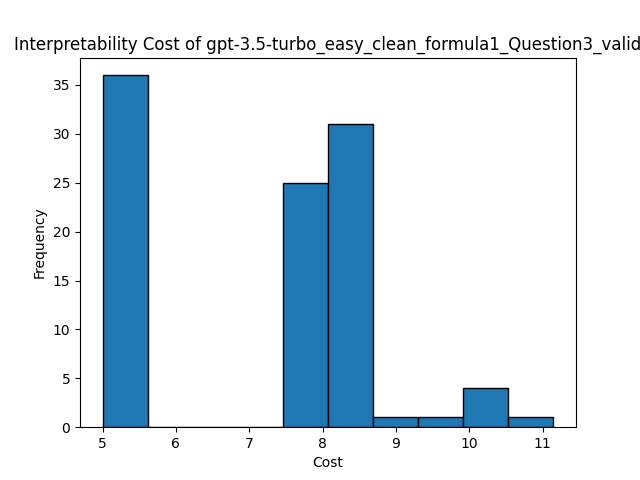 Interpretability Cost of gpt-3.5-turbo_easy_clean_formula1_Question3_valid
35
30
25
20
15
10
5
0
Frequency
5 6 7 8 9 10 11
Cost